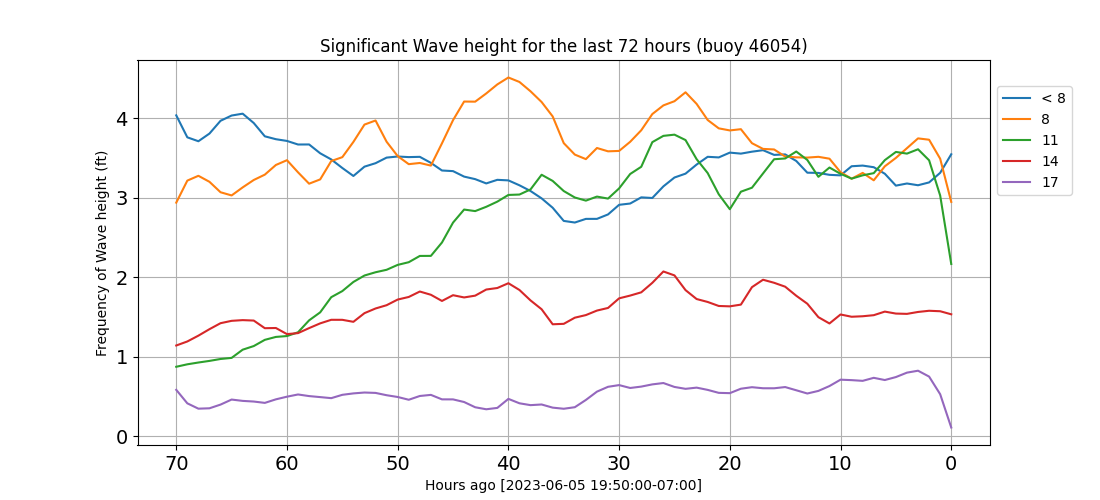 Significant Wave height for the last 72 hours (buoy 46054)
Frequency of Wave height (ft)
4
3
2
1
0
70 60 50 40 30 20 10 0
Hours ago [2023-06-05 19:50:00-07:00]
< 8
8
11
14
17